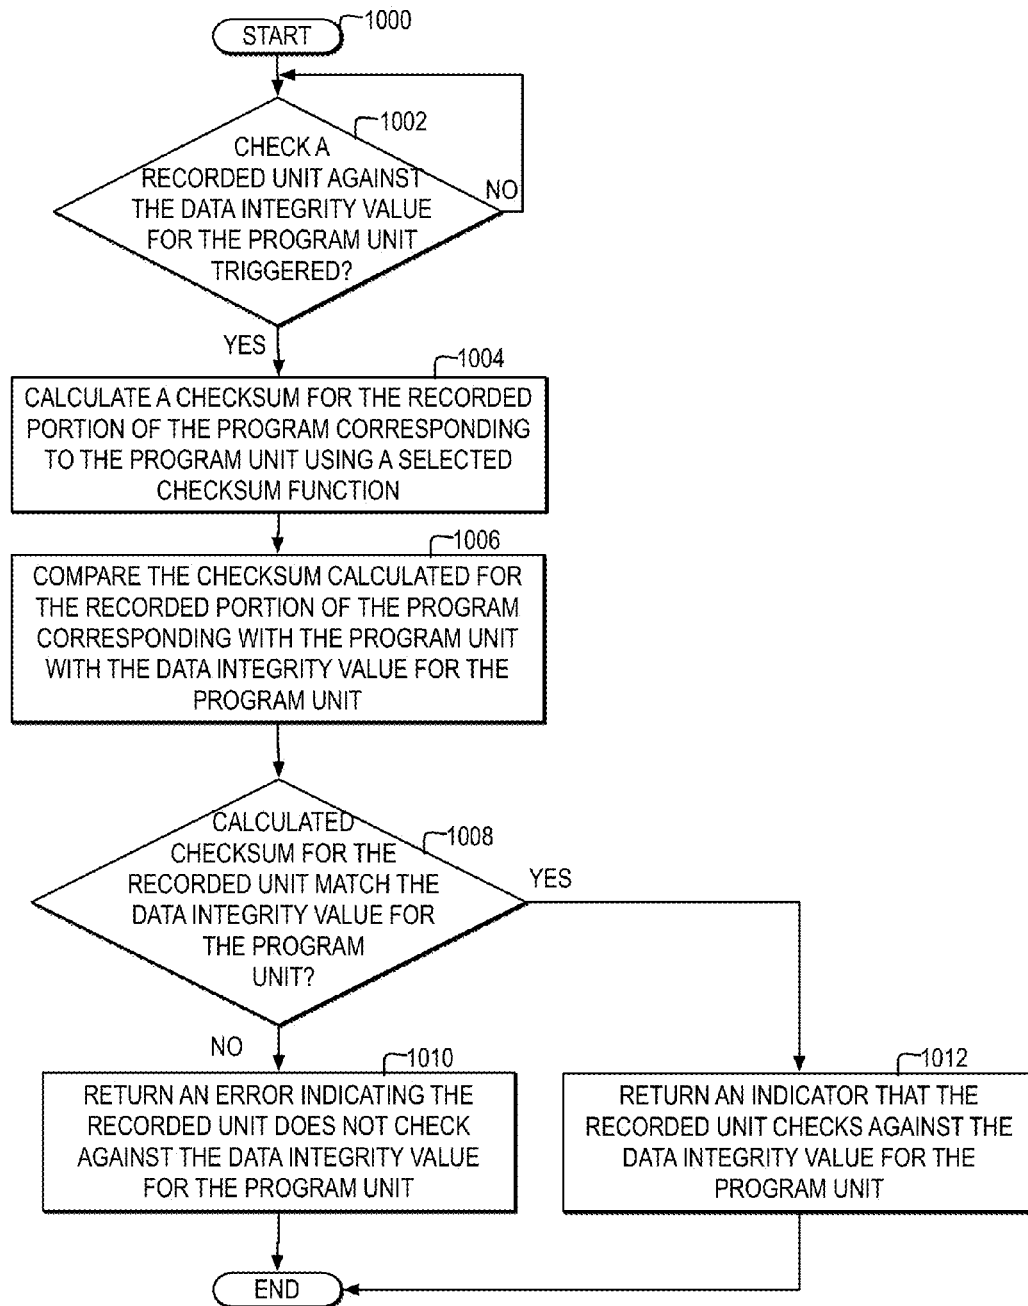 START
1000
1002
CHECK A
RECORDED UNIT AGAINST
THE DATA INTEGRITY VALUE
FOR THE PROGRAM UNIT
TRIGGERED?
NO
YES
1004
CALCULATE A CHECKSUM FOR THE RECORDED
PORTION OF THE PROGRAM CORRESPONDING
TO THE PROGRAM UNIT USING A SELECTED
CHECKSUM FUNCTION
1006
COMPARE THE CHECKSUM CALCULATED FOR
THE RECORDED PORTION OF THE PROGRAM
CORRESPONDING WITH THE PROGRAM UNIT
WITH THE DATA INTEGRITY VALUE FOR THE
PROGRAM UNIT
1008
CALCULATED
CHECKSUM FOR THE
RECORDED UNIT MATCH THE
DATA INTEGRITY VALUE FOR
THE PROGRAM
UNIT?
YES
NO
1010
RETURN AN ERROR INDICATING THE
RECORDED UNIT DOES NOT CHECK
AGAINST THE DATA INTEGRITY VALUE
FOR THE PROGRAM UNIT
1012
RETURN AN INDICATOR THAT THE
RECORDED UNIT CHECKS AGAINST THE
DATA INTEGRITY VALUE FOR THE
PROGRAM UNIT
END